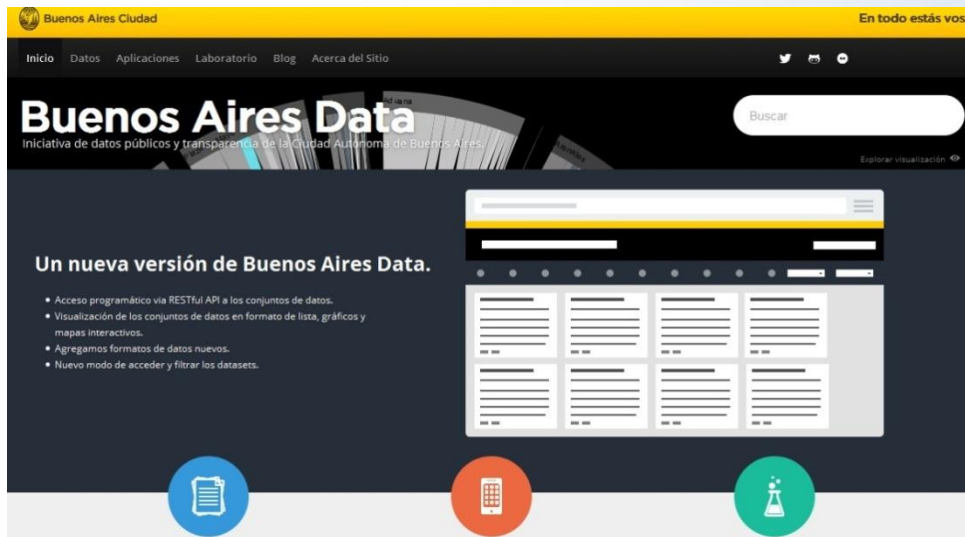 Buenos Aires Ciudad
En todo estás vos
Inicio Datos Aplicaciones Laboratorio Blog Acerca del Sitio
Buenos Aires Data
Iniciativa de datos públicos y transparencia de la Ciudad Autónoma de Buenos Aires.
Buscar
Explorar visualización
Un nueva versión de Buenos Aires Data.
Acceso programático via RESTful API a los conjuntos de datos.
Visualización de los conjuntos de datos en formato de lista, gráficos y
mapas interactivos.
Agregamos formatos de datos nuevos.
Nuevo modo de acceder y filtrar los datasets.